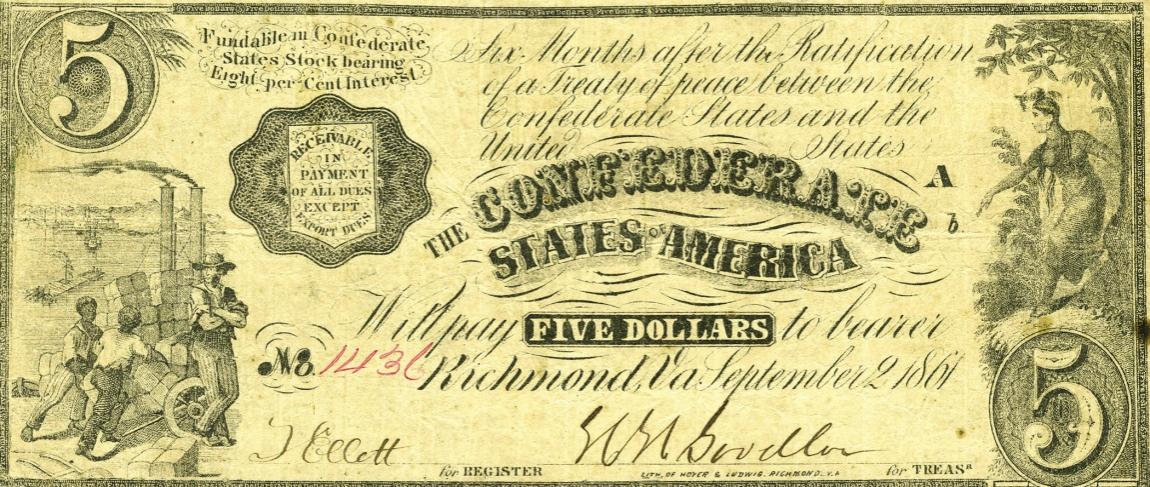 5
Fundable in Confederate
States Stock bearing
Eight per Cent Interest
Six Months after the Ratification
of a Treaty of peace between the
Confederate States and the
United States
RECEIVABLE
IN
PAYMENT
OF ALL DUES
EXCEPT
EXPORT DUES
A
b
THE CONFEDERATE
STATES OF AMERICA
Will pay FIVE DOLLARS to bearer
No. 1436
Richmond, Va September 2 1861
J Ellett
for REGISTER
LITH. OF HOYER & LUDWIG, RICHMOND, VA
for TREASR
5